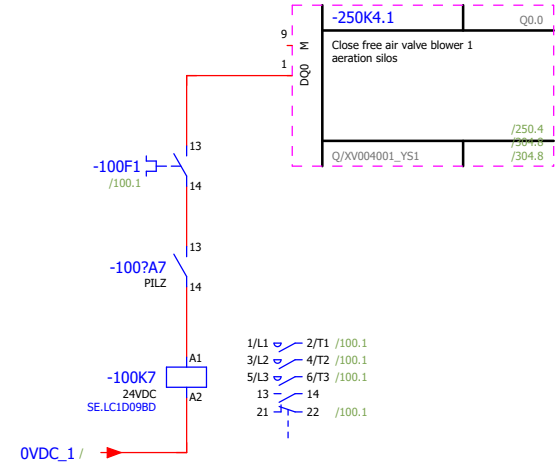 -250K4.1
Q0.0
9
M
Close free air valve blower 1
aeration silos
1
DQ0
/250.4
/304.8
Q/XV004001_YS1
/304.8
13
-100F1
/100.1
14
13
-100?A7
PILZ
14
1/L1 2/T1 /100.1
A1
3/L2 4/T2 /100.1
-100K7
5/L3 6/T3 /100.1
24VDC
A2
13 14
SE.LC1D09BD
21 22 /100.1
0VDC_1 /